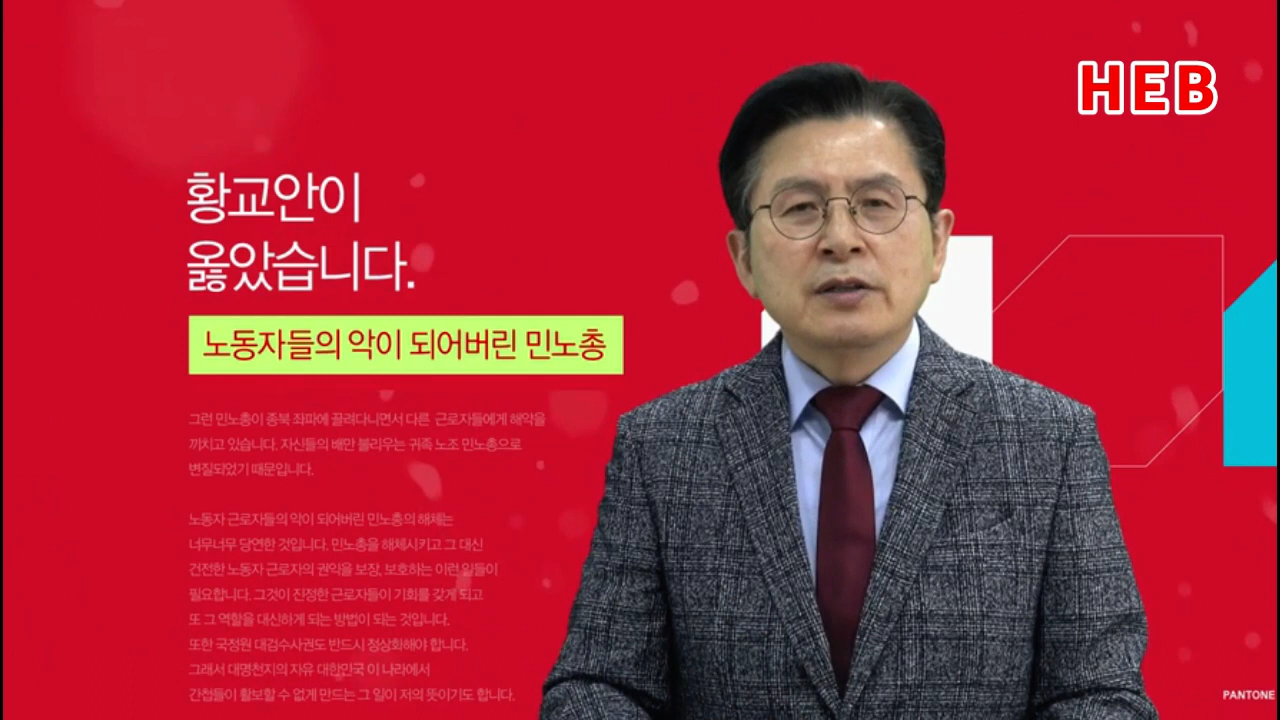 HEB
황교안이
옳았습니다.
노동자들의 악이 되어버린 민노총
그런 민노총이 종북 좌파에 끌려다니면서 다른 근로자들에게 해악을
끼치고 있습니다. 자신들의 배만 불리우는 귀족 노조 민노총으로
변질되었기 때문입니다.
노동자 근로자들의 악이 되어버린 민노총의 해체는
너무너무 당연한 것입니다. 민노총을 해체시키고 그 대신
건전한 노동자 근로자의 권익을 보장, 보호하는 이런 일들이
필요합니다. 그것이 진정한 근로자들이 기회를 갖게 되고
또 그 역할을 대신하게 되는 방법이 되는 것입니다.
또한 국정원 대검수사권도 반드시 정상화해야 합니다.
그래서 대명천지의 자유 대한민국 이 나라에서
간첩들이 활보할 수 없게 만드는 그 일이 저의 뜻이기도 합니다.
PANTONE